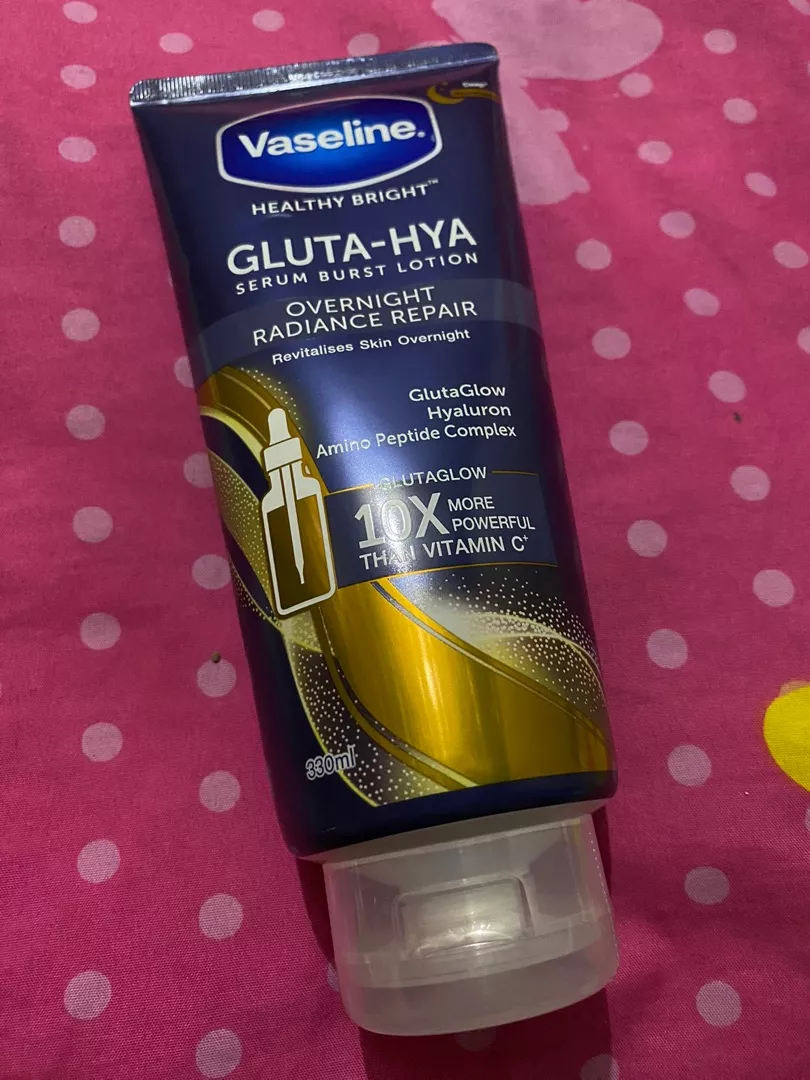 Vaseline.
HEALTHY BRIGHT™
GLUTA-HYA
SERUM BURST LOTION
OVERNIGHT
RADIANCE REPAIR
Revitalises Skin Overnight
GlutaGlow
Hyaluron
Amino Peptide Complex
GLUTAGLOW
10X MORE POWERFUL
THAN VITAMIN C*
330ml